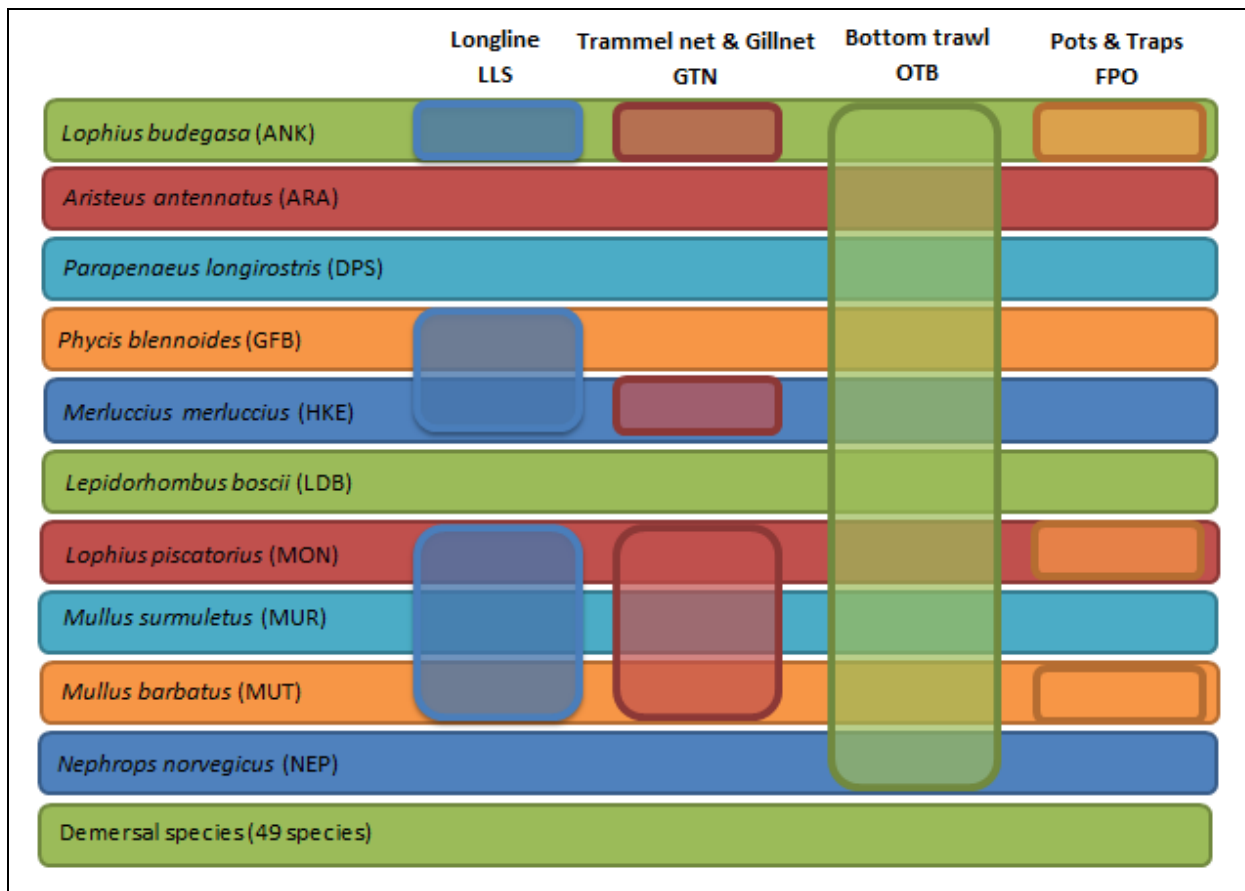 Longline
LLS
Trammel net & Gillnet
GTN
Bottom trawl
OTB
Pots & Traps
FPO
Lophius budegasa (ANK)
Aristeus antennatus (ARA)
Parapenaeus longirostris (DPS)
Phycis blennoides (GFB)
Merluccius merluccius (HKE)
Lepidorhombus boscii (LDB)
Lophius piscatorius (MON)
Mullus surmuletus (MUR)
Mullus barbatus (MUT)
Nephrops norvegicus (NEP)
Demersal species (49 species)